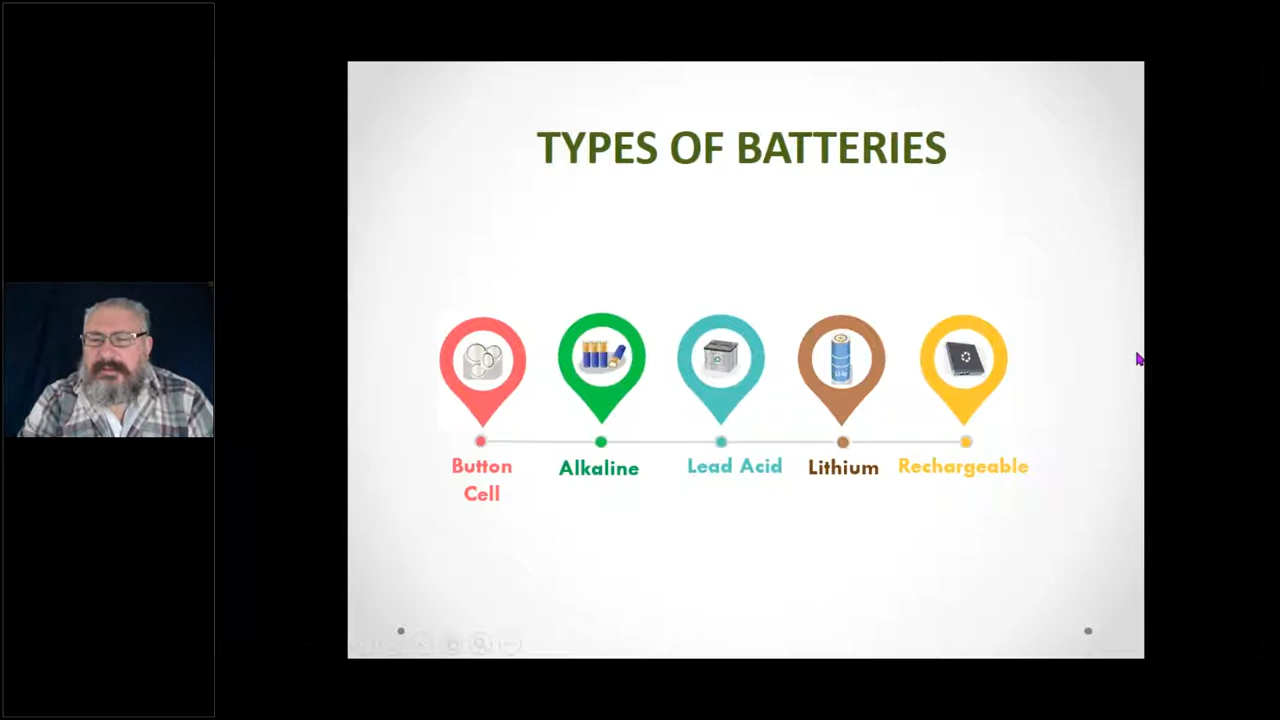 TYPES OF BATTERIES
Button
Cell
Alkaline
Lead Acid
Lithium
Rechargeable